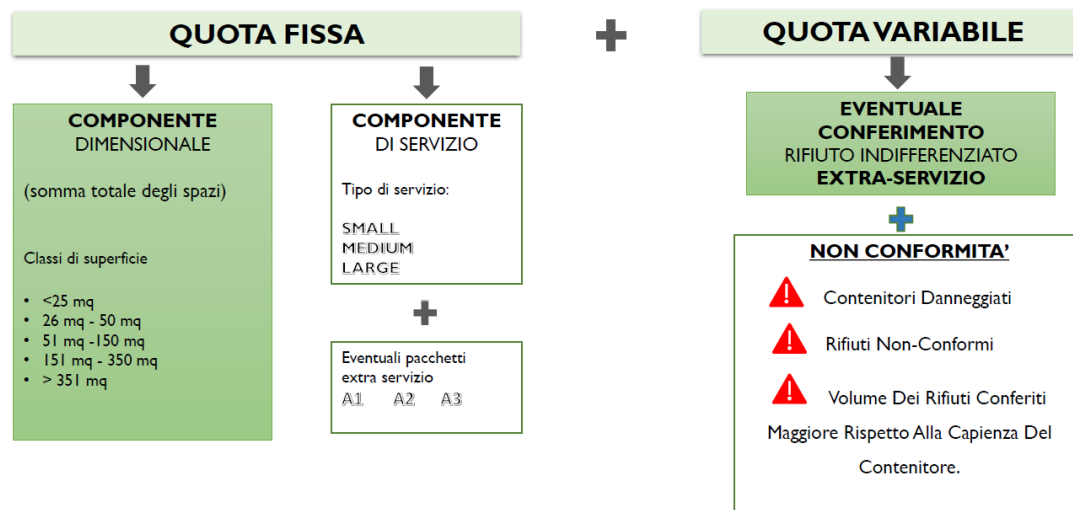 QUOTA FISSA
COMPONENTE
DIMENSIONALE
(somma totale degli spazi)
Classi di superficie
• <25 mq
• 26 mq - 50 mq
• 51 mq -150 mq
• 151 mq - 350 mq
• > 351 mq
COMPONENTE
DI SERVIZIO
Tipo di servizio:
SMALL
MEDIUM
LARGE
Eventuali pacchetti
extra servizio
A1 A2 A3
QUOTA VARIABILE
EVENTUALE
CONFERIMENTO
RIFIUTO INDIFFERENZIATO
EXTRA-SERVIZIO
NON CONFORMITA'
Contenitori Danneggiati
Rifiuti Non-Conformi
Volume Dei Rifiuti Conferiti
Maggiore Rispetto Alla Capienza Del
Contenitore.